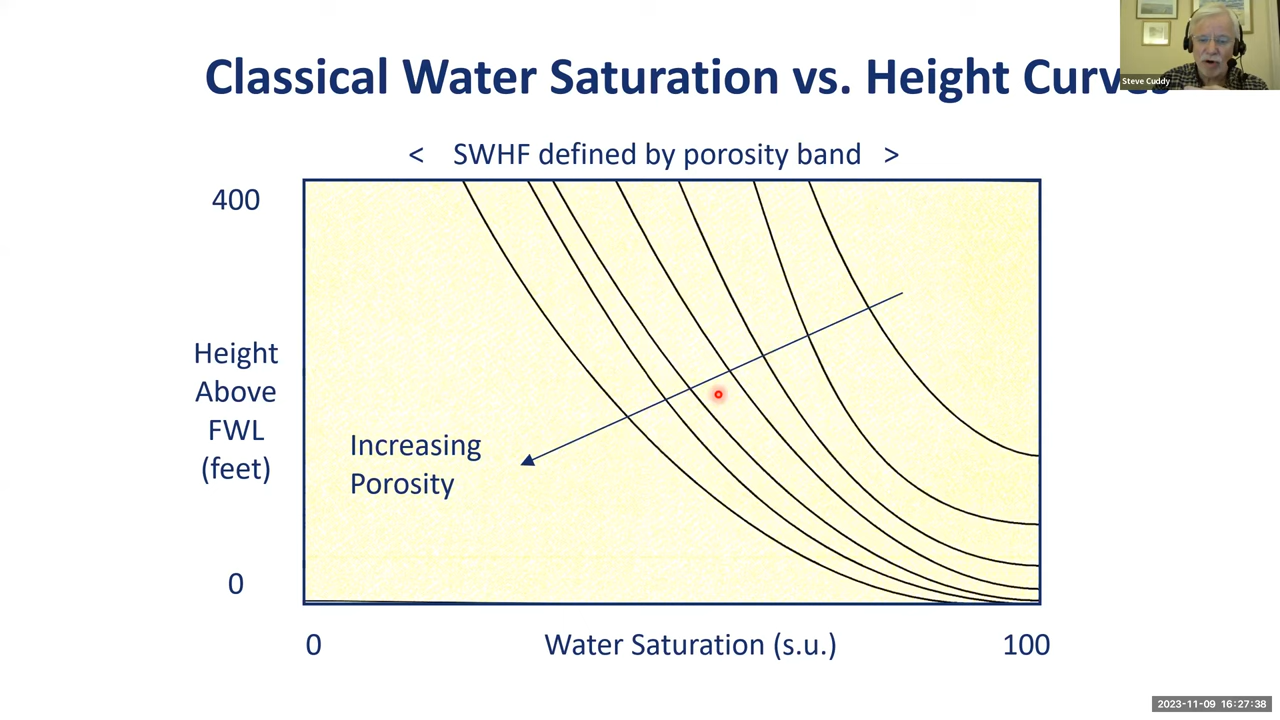 Classical Water Saturation vs. Height Curves
Steve Cuddy
< SWHF defined by porosity band >
400
Height
Above
FWL
(feet)
Increasing
Porosity
0
0
Water Saturation (s.u.)
100
2023-11-09 16:27:38